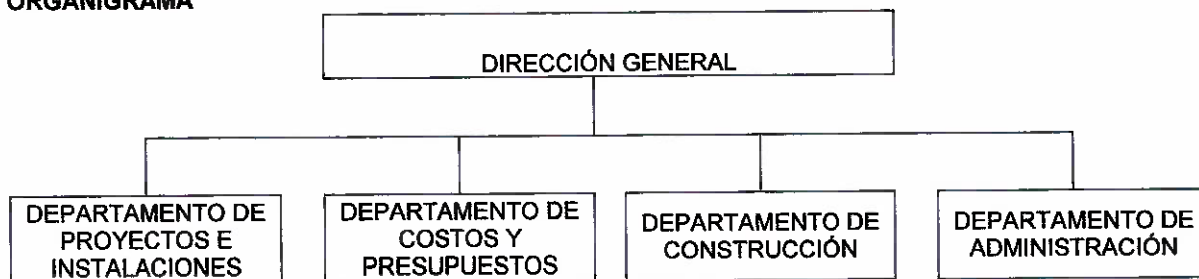 ORGANIGRAMA
DIRECCIÓN GENERAL
DEPARTAMENTO DE
PROYECTOS E
INSTALACIONES
DEPARTAMENTO DE
COSTOS Y
PRESUPUESTOS
DEPARTAMENTO DE
CONSTRUCCIÓN
DEPARTAMENTO DE
ADMINISTRACIÓN